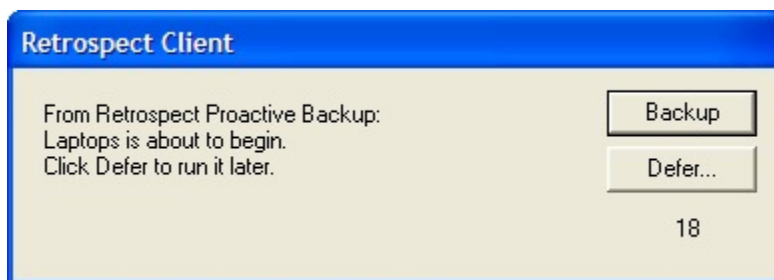 Retrospect Client
From Retrospect Proactive Backup:
Laptops is about to begin.
Click Defer to run it later.
Backup
Defer...
18